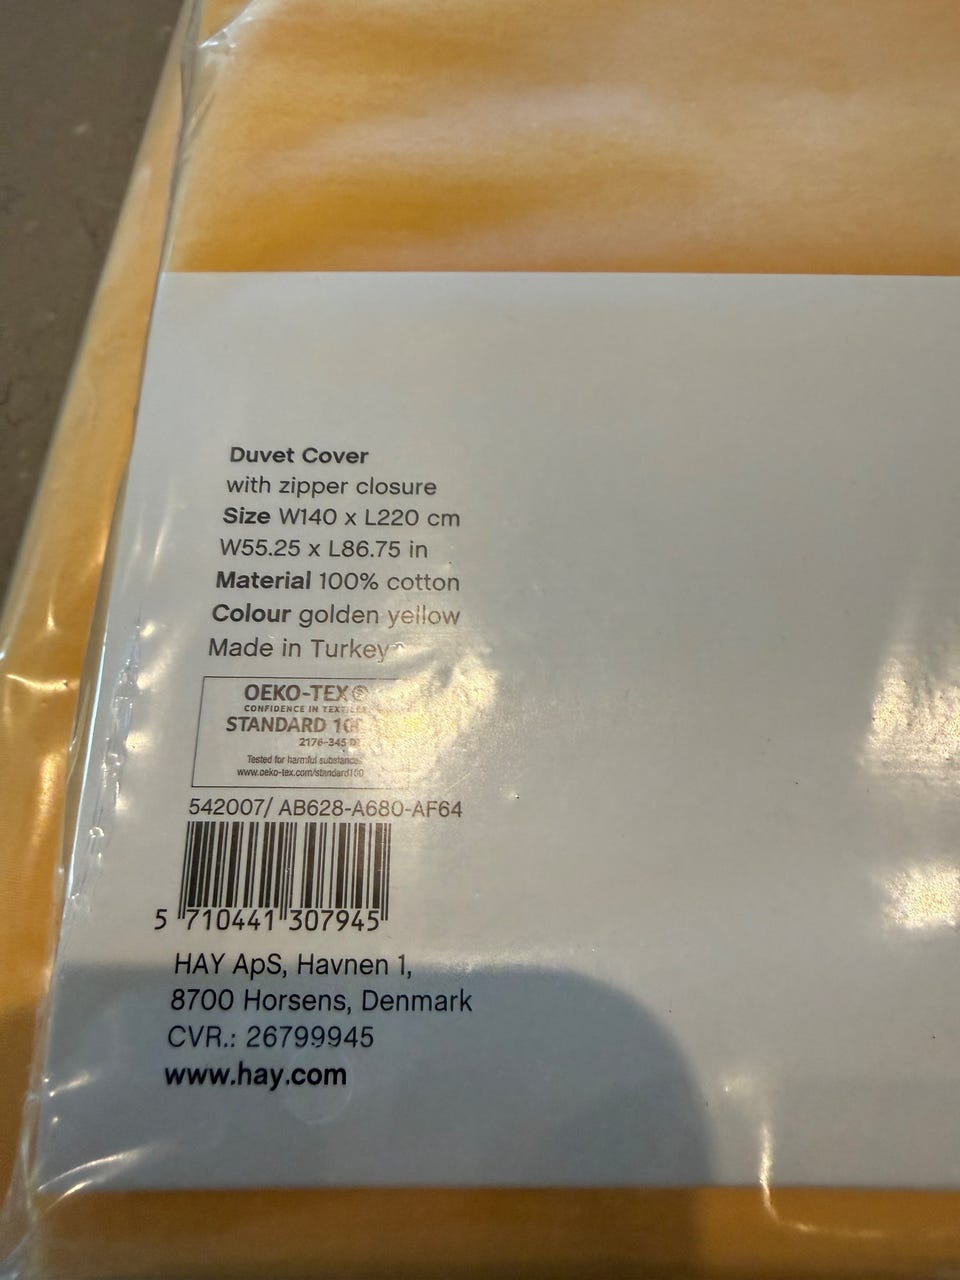 Duvet Cover
with zipper closure
Size W140 x L220 cm
W55.25 x L86.75 in
Material 100% cotton
Colour golden yellow
Made in Turkey
OEKO-TEX®
CONFIDENCE IN
STANDARD
2176-345
Tested for harmful
www.oeko-tex.com/standard100
542007/ AB628-A680-AF64
5 710441 307945
HAY ApS, Havnen 1,
8700 Horsens, Denmark
CVR.: 26799945
www.hay.com